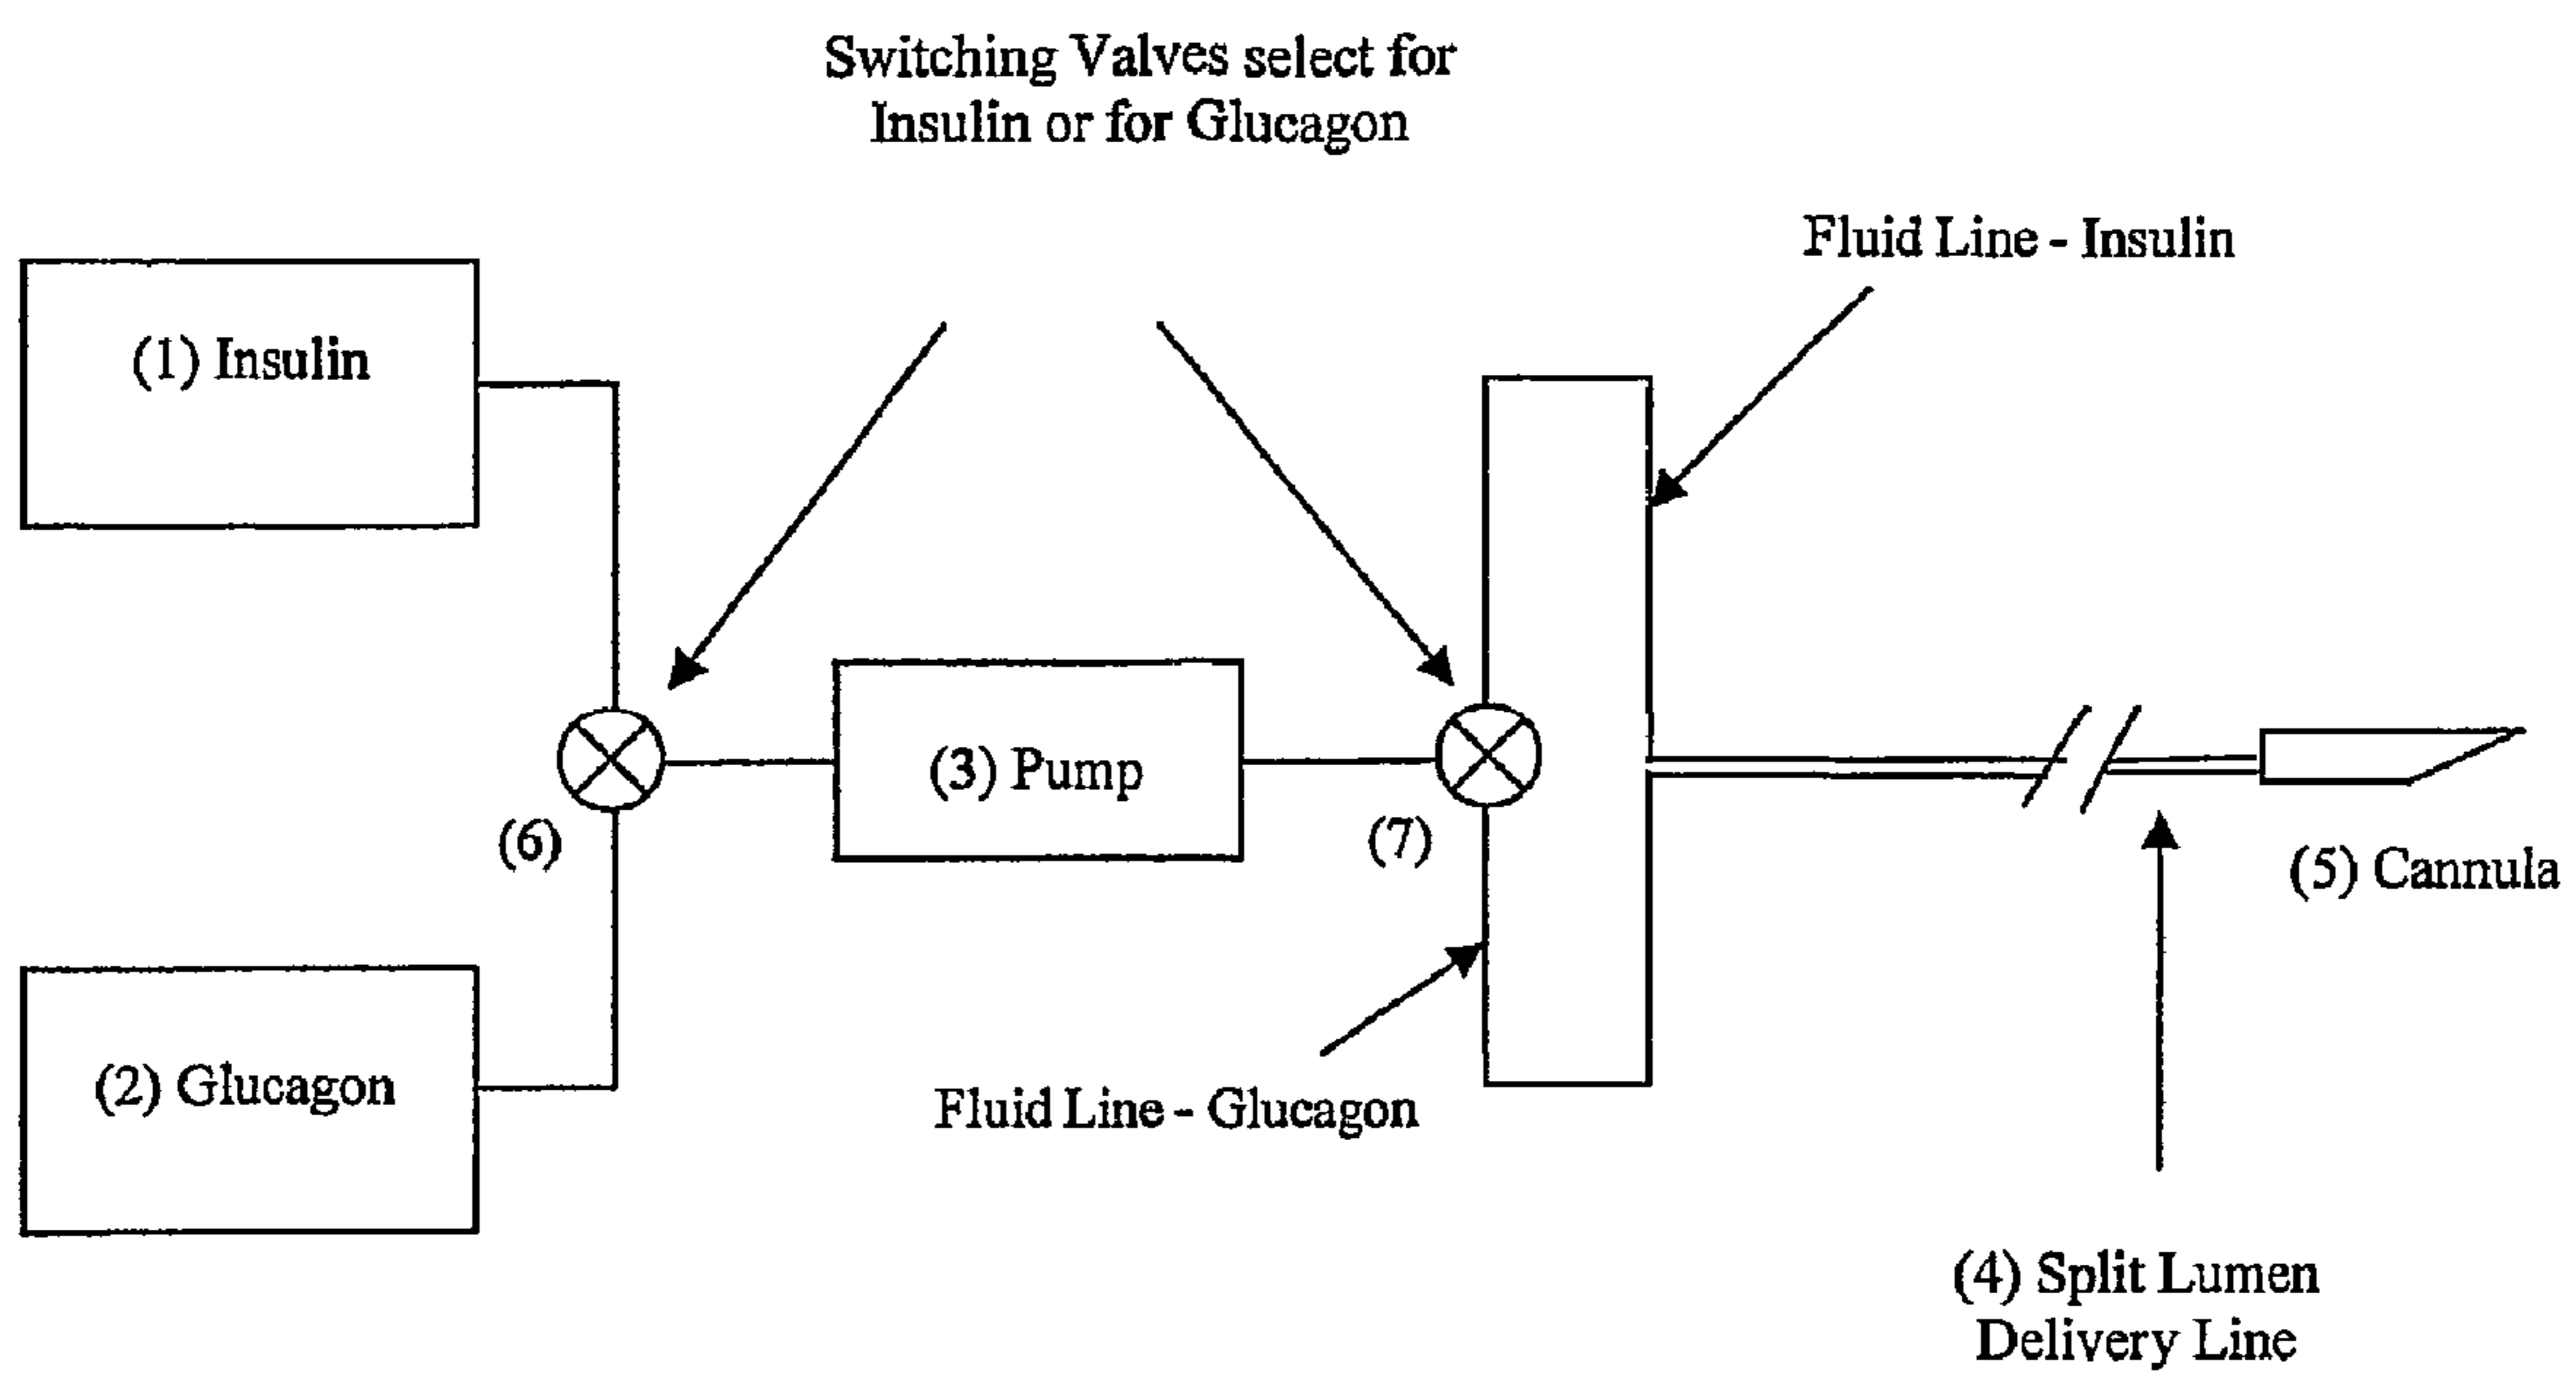 Switching Valves select for
Insulin or for Glucagon
Fluid Line - Insulin
(1) Insulin
(3) Pump
(6)
(7)
(5) Cannula
(2) Glucagon
Fluid Line - Glucagon
(4) Split Lumen
Delivery Line